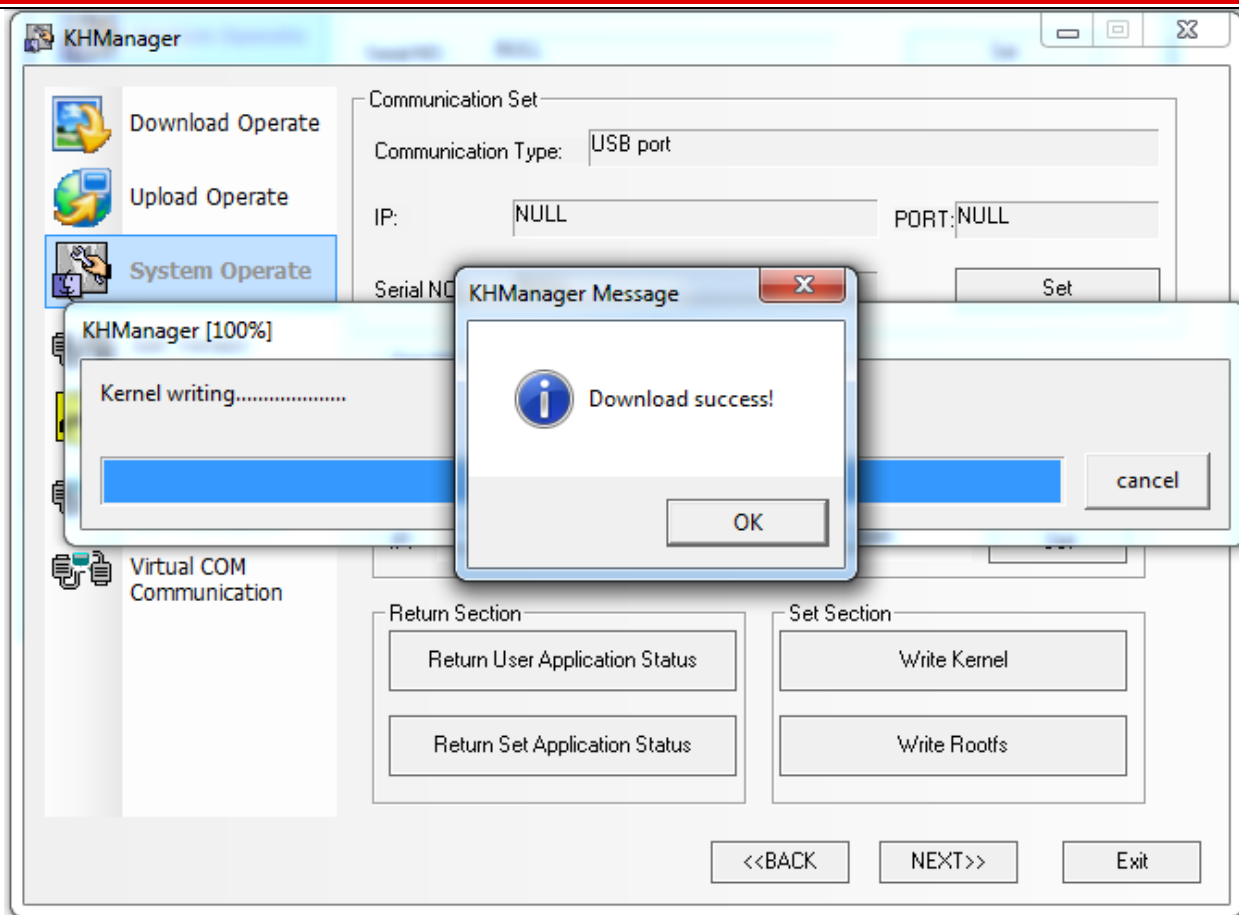 KHManager
Download Operate
Upload Operate
System Operate
Virtual COM
Communication
Communication Set
Communication Type: USB port
IP: NULL PORT: NULL
Serial NO
Set
KHManager [100%]
Kernel writing....................
cancel
KHManager Message
Download success!
OK
Return Section
Return User Application Status
Return Set Application Status
Set Section
Write Kernel
Write Rootfs
<<BACK NEXT>> Exit